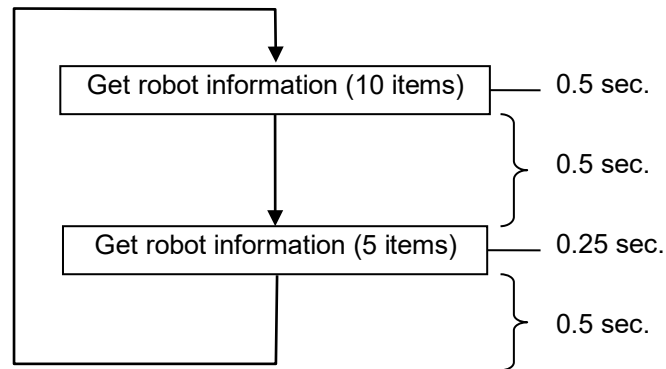 Get robot information (10 items)
0.5 sec.
0.5 sec.
Get robot information (5 items)
0.25 sec.
0.5 sec.